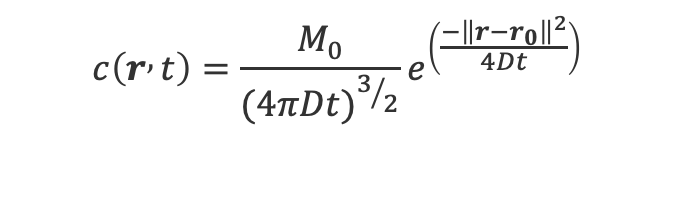 c(r,t) = M₀/(4πDt)^(3/2) e^(−‖r−r₀‖²/4Dt)